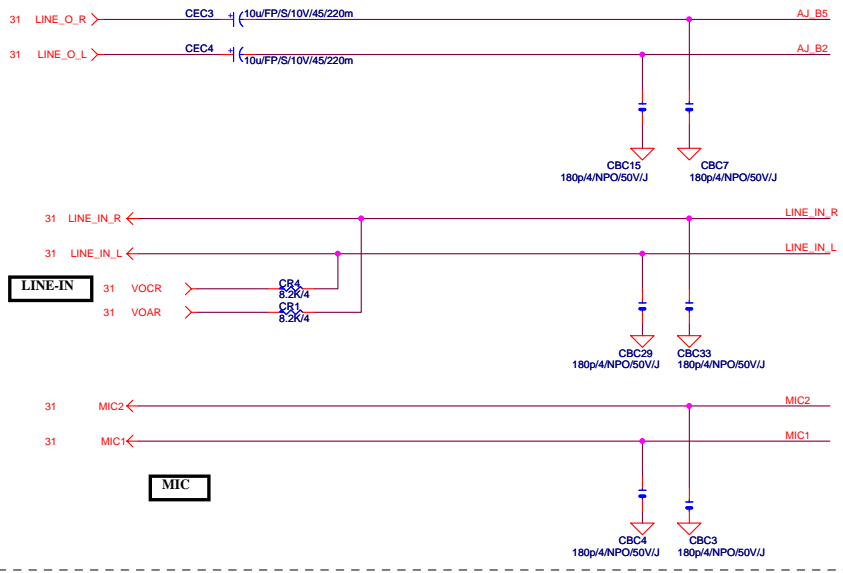 31 LINE_O_R CEC3 + 10u/FP/S/10V/45/220m AJ_B5
31 LINE_O_L CEC4 + 10u/FP/S/10V/45/220m AJ_B2
CBC15 CBC7
180p/4/NPO/50V/J 180p/4/NPO/50V/J
31 LINE_IN_R LINE_IN_R
31 LINE_IN_L LINE_IN_L
LINE-IN 31 VOCR CR4
8.2K/4
31 VOAR CR1
8.2K/4
CBC29 CBC33
180p/4/NPO/50V/J 180p/4/NPO/50V/J
31 MIC2 MIC2
31 MIC1 MIC1
MIC
CBC4 CBC3
180p/4/NPO/50V/J 180p/4/NPO/50V/J